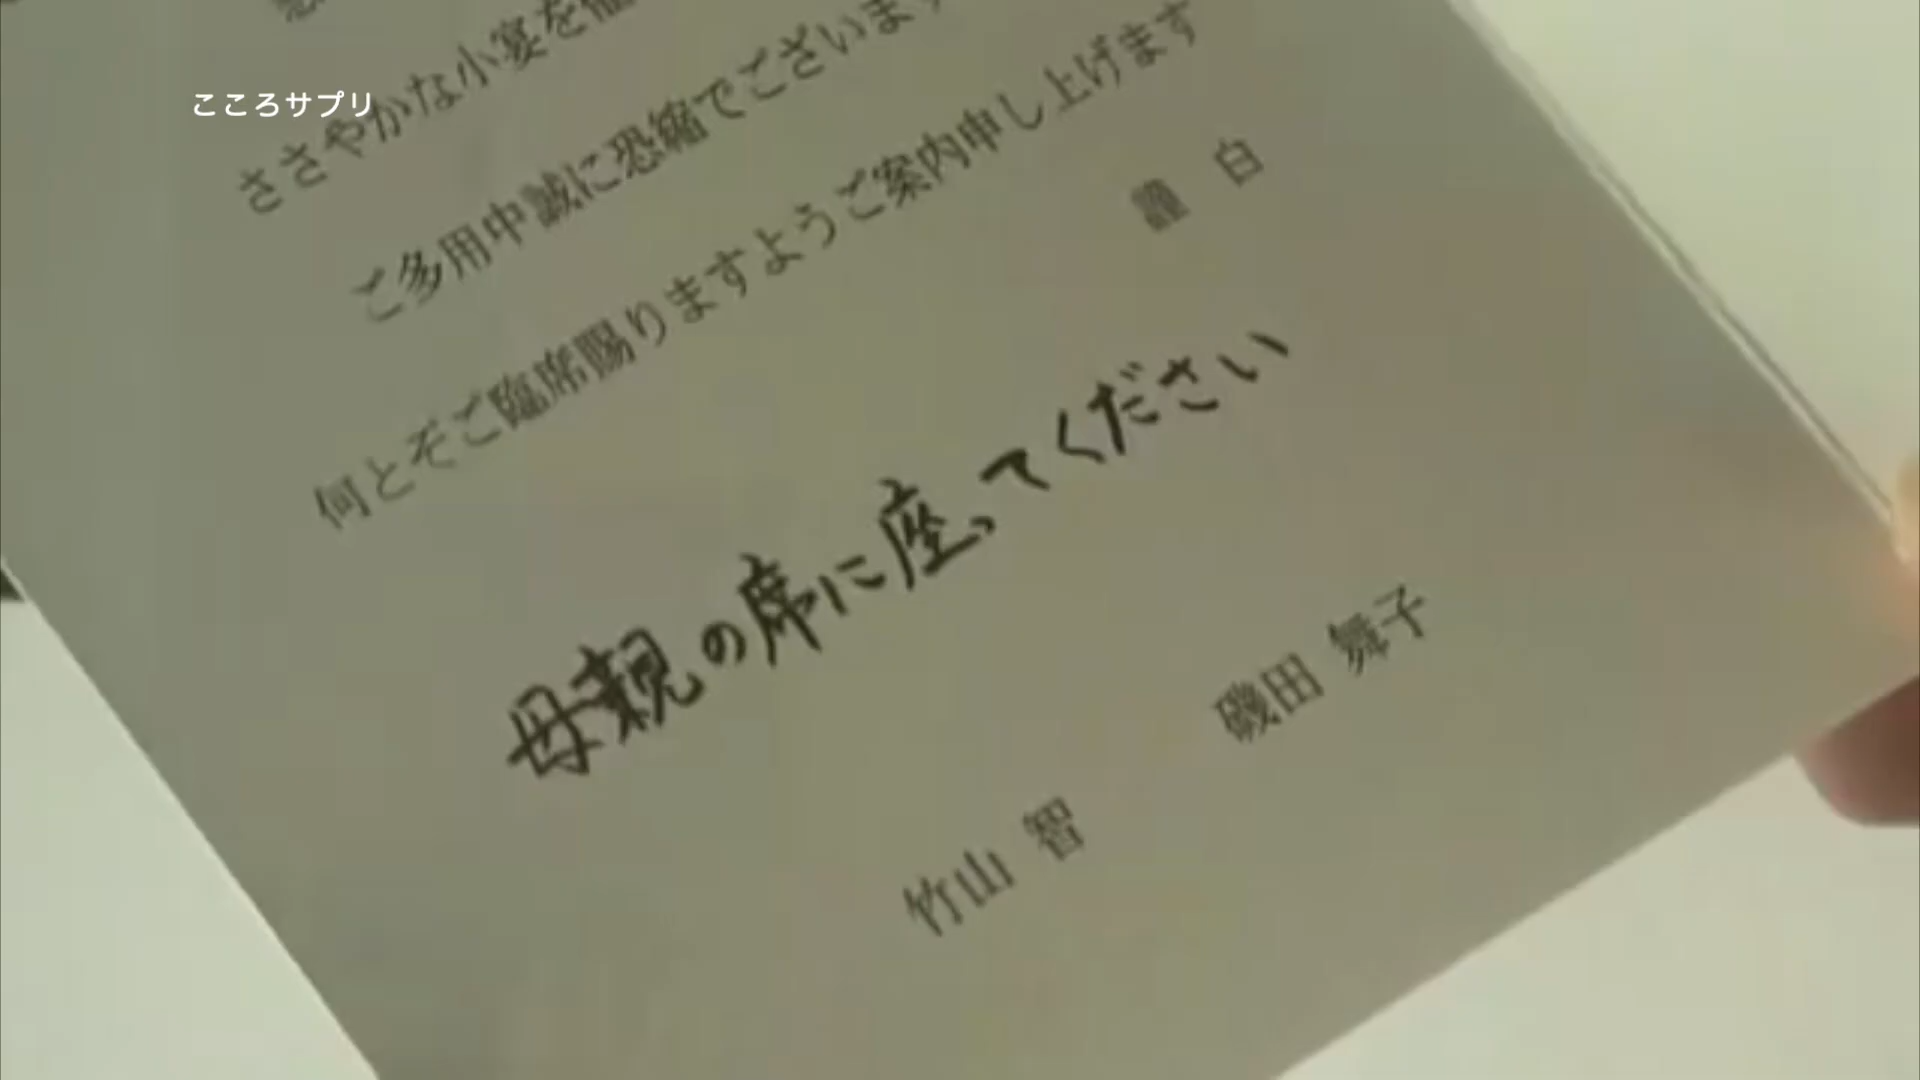 こころサプリ
ささやかな小宴を催
ご多用中誠に恐縮でございます
何とぞご臨席賜りますようご案内申し上げます
謹白
母親の席に座ってください
磯田 舞子
竹山 智